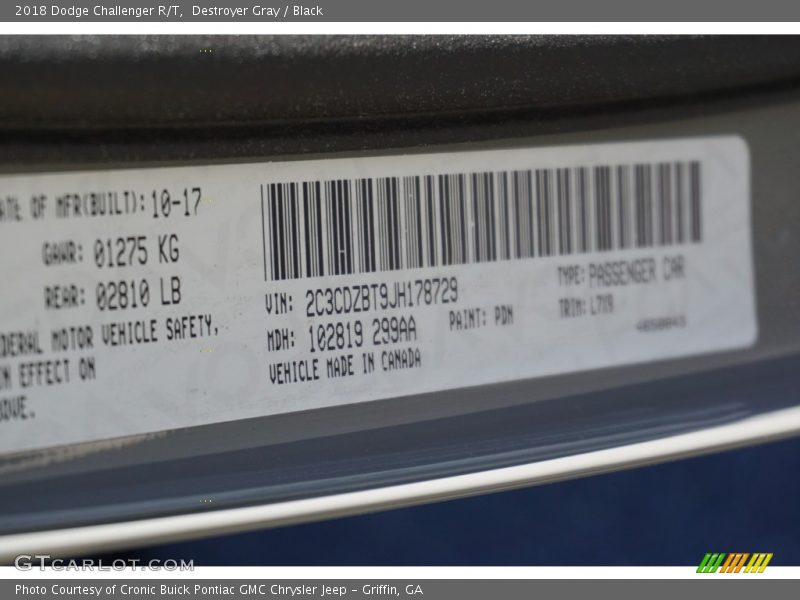 2018 Dodge Challenger R/T, Destroyer Gray / Black
OF MFR(BUILT): 10-17
GAWR: 01275 KG
REAR: 02810 LB
MOTOR VEHICLE SAFETY,
EFFECT ON
VIN: 2C3CDZBT9JH178729
MDH: 102819 299AA
PAINT: PDN
VEHICLE MADE IN CANADA
TYPE: PASSENGER CAR
TRIM: L7X9
GTCARLOT.COM
Photo Courtesy of Cronic Buick Pontiac GMC Chrysler Jeep - Griffin, GA